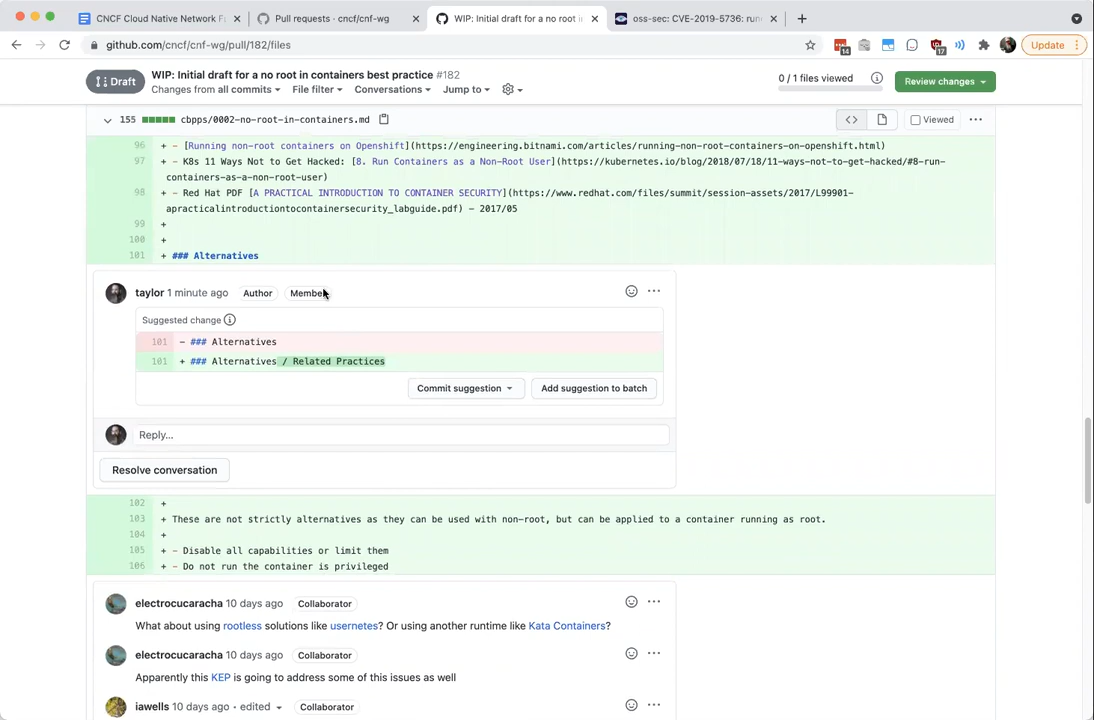 CNCF Cloud Native Network F
Pull requests · cncf/cnf-wg
WIP: Initial draft for a no root in
oss-sec: CVE-2019-5736: run
github.com/cncf/cnf-wg/pull/182/files
14
17
Update
Draft
WIP: Initial draft for a no root in containers best practice #182
Changes from all commits
File filter
Conversations
Jump to
0 / 1 files viewed
Review changes
155
cbpps/0002-no-root-in-containers.md
Viewed
96 + - [Running non-root containers on Openshift](https://engineering.bitnami.com/articles/running-non-root-containers-on-openshift.html)
97 + - K8s 11 Ways Not to Get Hacked: [8. Run Containers as a Non-Root User](https://kubernetes.io/blog/2018/07/18/11-ways-not-to-get-hacked/#8-run-
containers-as-a-non-root-user)
98 + - Red Hat PDF [A PRACTICAL INTRODUCTION TO CONTAINER SECURITY](https://www.redhat.com/files/summit/session-assets/2017/L99901-
apracticalintroductiontocontainersecurity_labguide.pdf) - 2017/05
99 +
100 +
101 + ### Alternatives
taylor 1 minute ago Author Member
Suggested change
101 - ### Alternatives
101 + ### Alternatives / Related Practices
Commit suggestion
Add suggestion to batch
Reply...
Resolve conversation
102 +
103 + These are not strictly alternatives as they can be used with non-root, but can be applied to a container running as root.
104 +
105 + - Disable all capabilities or limit them
106 + - Do not run the container is privileged
electrocucaracha 10 days ago Collaborator
What about using rootless solutions like usernetes? Or using another runtime like Kata Containers?
electrocucaracha 10 days ago Collaborator
Apparently this KEP is going to address some of this issues as well
iawells 10 days ago • edited Collaborator